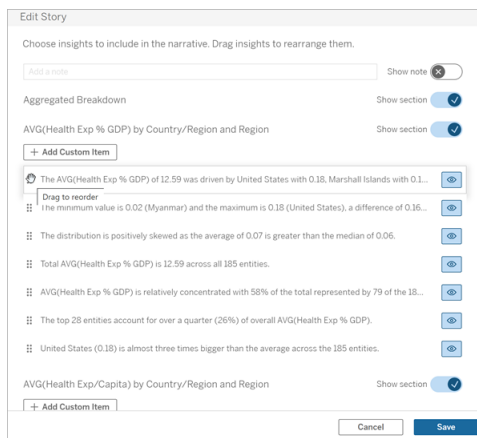 Edit Story
Choose insights to include in the narrative. Drag insights to rearrange them.
Add a note
Show note
Aggregated Breakdown
Show section
AVG(Health Exp % GDP) by Country/Region and Region
Show section
+ Add Custom Item
The AVG(Health Exp % GDP) of 12.59 was driven by United States with 0.18, Marshall Islands with 0.1...
Drag to reorder
The minimum value is 0.02 (Myanmar) and the maximum is 0.18 (United States), a difference of 0.16...
The distribution is positively skewed as the average of 0.07 is greater than the median of 0.06.
Total AVG(Health Exp % GDP) is 12.59 across all 185 entities.
AVG(Health Exp % GDP) is relatively concentrated with 58% of the total represented by 79 of the 18...
The top 28 entities account for over a quarter (26%) of overall AVG(Health Exp % GDP).
United States (0.18) is almost three times bigger than the average across the 185 entities.
AVG(Health Exp/Capita) by Country/Region and Region
Show section
+ Add Custom Item
Cancel
Save